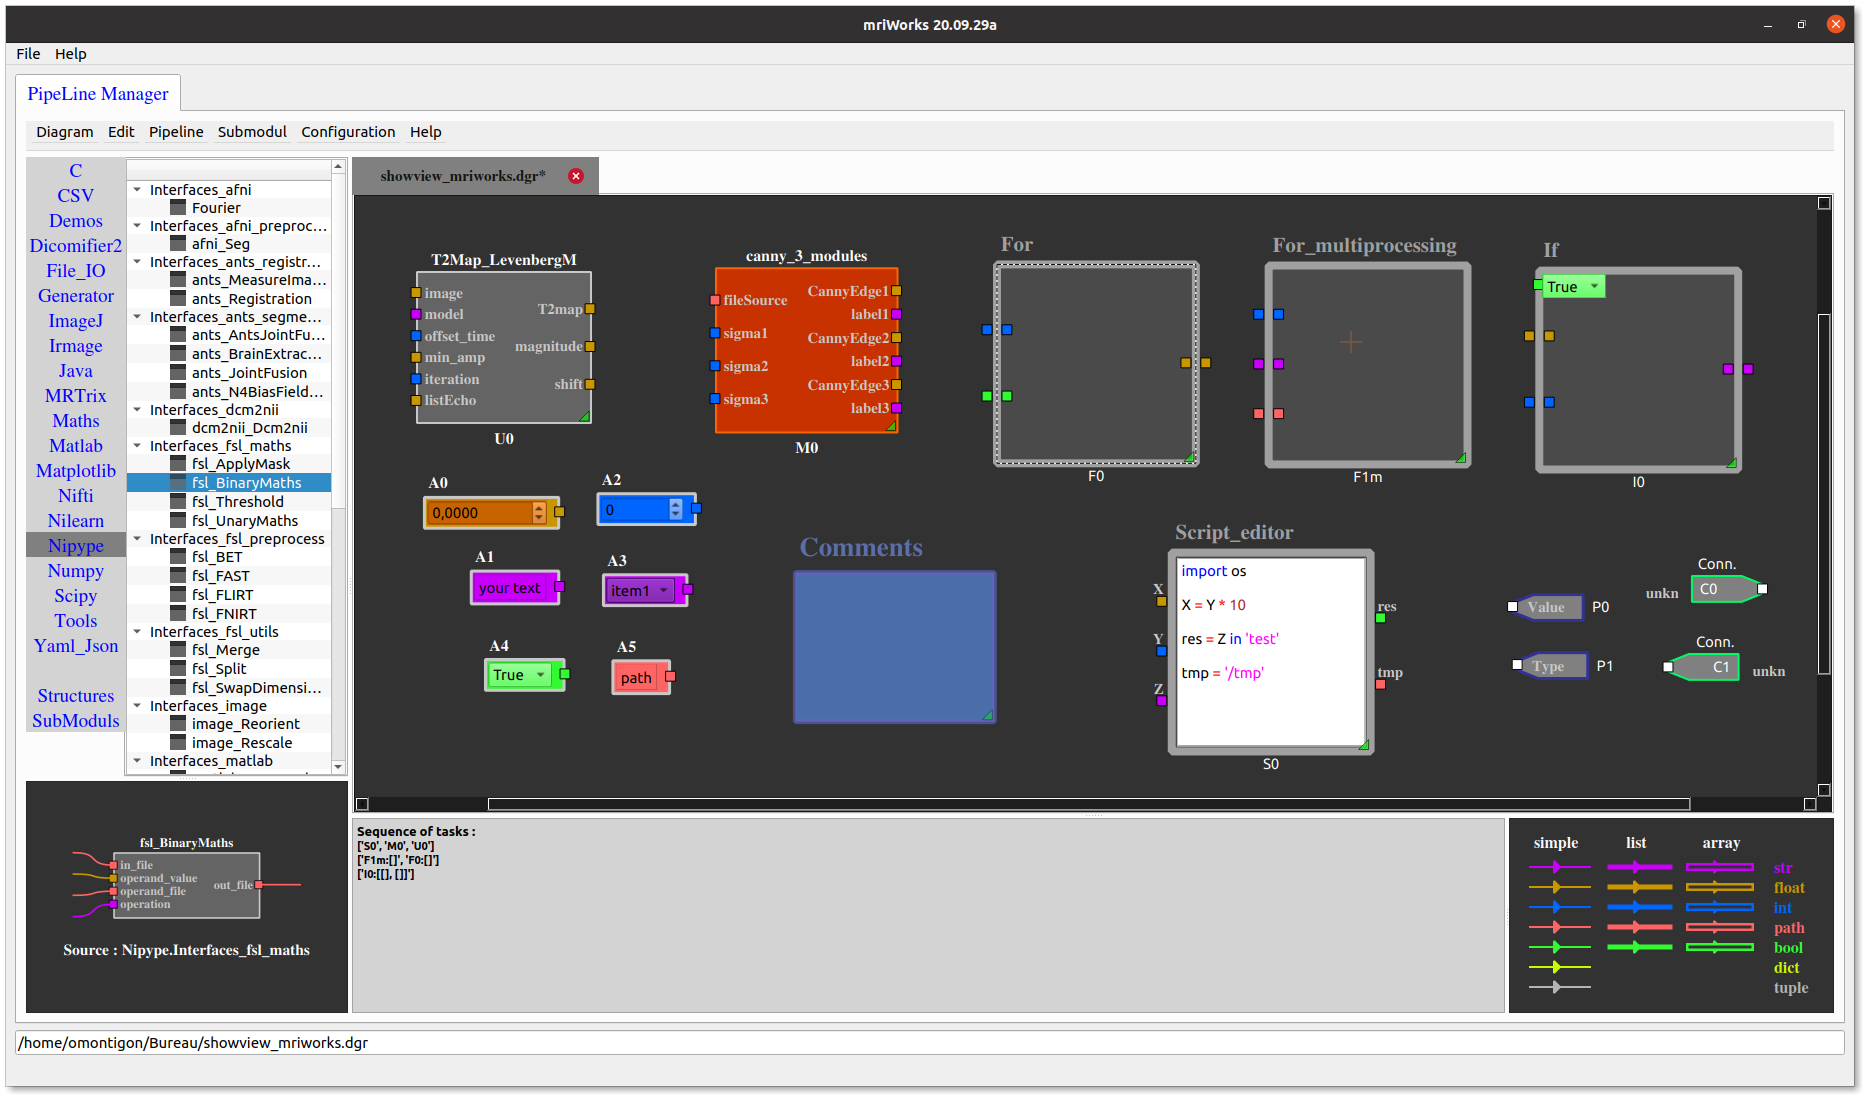 mriWorks 20.09.29a
File Help
PipeLine Manager
Diagram Edit Pipeline Submodul Configuration Help
C
CSV
Demos
Dicomifier2
File_IO
Generator
ImageJ
Irmage
Java
MRTrix
Maths
Matlab
Matplotlib
Nifti
Nilearn
Nipype
Numpy
Scipy
Tools
Yaml_Json
Structures
SubModuls
Interfaces_afni
Fourier
Interfaces_afni_preproc...
afni_Seg
Interfaces_ants_registr...
ants_MeasureIma...
ants_Registration
Interfaces_ants_segme...
ants_AntsJointFu...
ants_BrainExtrac...
ants_JointFusion
ants_N4BiasField...
Interfaces_dcm2nii
dcm2nii_Dcm2nii
Interfaces_fsl_maths
fsl_ApplyMask
fsl_BinaryMaths
fsl_Threshold
fsl_UnaryMaths
Interfaces_fsl_preprocess
fsl_BET
fsl_FAST
fsl_FLIRT
fsl_FNIRT
Interfaces_fsl_utils
fsl_Merge
fsl_Split
fsl_SwapDimensi...
Interfaces_image
image_Reorient
image_Rescale
Interfaces_matlab
showview_mriworks.dgr*
T2Map_LevenbergM
image
model
offset_time
min_amp
iteration
listEcho
T2map
magnitude
shift
U0
canny_3_modules
fileSource
sigma1
sigma2
sigma3
CannyEdge1
label1
CannyEdge2
label2
CannyEdge3
label3
M0
For
F0
For_multiprocessing
F1m
If
True
I0
A0
0,0000
A2
0
A1
your text
A3
item1
A4
True
A5
path
Comments
Script_editor
X
Y
Z
import os
X = Y * 10
res = Z in 'test'
tmp = '/tmp'
res
tmp
S0
Value P0
Type P1
Conn.
unkn C0
Conn.
C1 unkn
fsl_BinaryMaths
in_file
operand_value
operand_file
operation
out_file
Source : Nipype.Interfaces_fsl_maths
Sequence of tasks :
['S0', 'M0', 'U0']
['F1m:[]', 'F0:[]']
['I0:[[], []]']
simple list array
str
float
int
path
bool
dict
tuple
/home/omontigon/Bureau/showview_mriworks.dgr